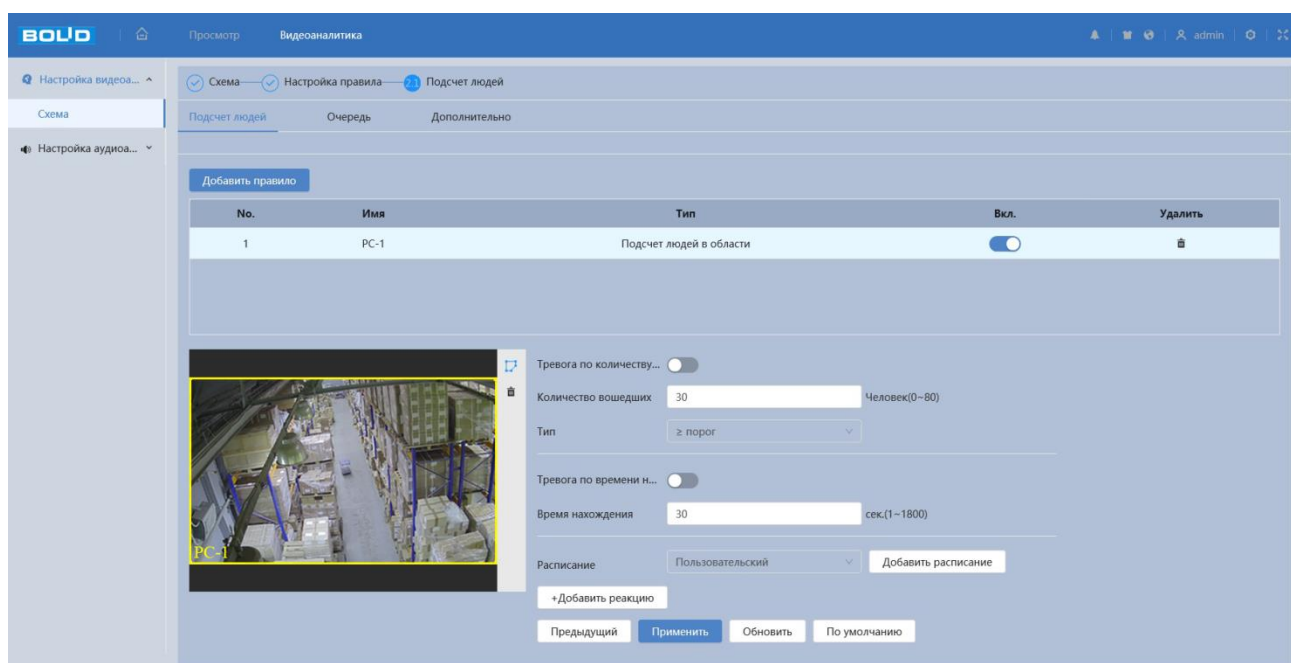 BOLID
Просмотр
Видеоаналитика
admin
Настройка видеоа...
Схема
Настройка аудиоа...
Схема
Настройка правила
2.1
Подсчет людей
Подсчет людей
Очередь
Дополнительно
Добавить правило
No. Имя Тип Вкл. Удалить
1 PC-1 Подсчет людей в области
PC-1
Тревога по количеству...
Количество вошедших 30 Человек(0~80)
Тип ≥ порог
Тревога по времени н...
Время нахождения 30 сек.(1~1800)
Расписание Пользовательский Добавить расписание
+Добавить реакцию
Предыдущий Применить Обновить По умолчанию